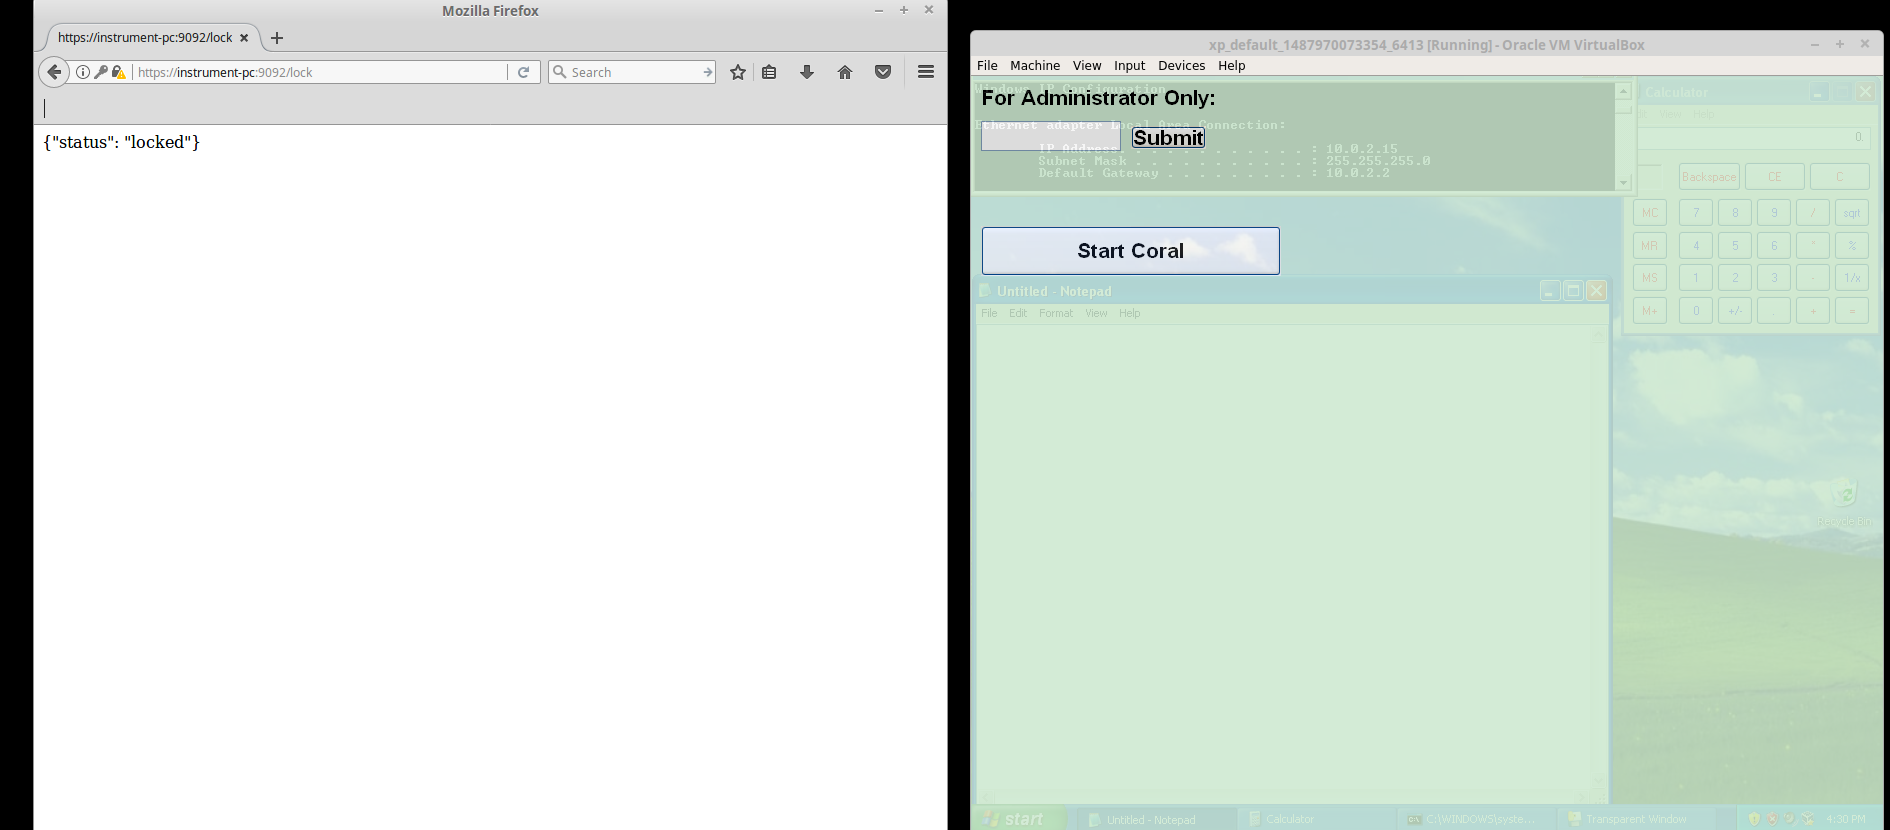 Mozilla Firefox
https://instrument-pc:9092/lock
https://instrument-pc:9092/lock
Search
{"status": "locked"}
xp_default_1487970073354_6413 [Running] - Oracle VM VirtualBox
File Machine View Input Devices Help
Windows IP Configuration
For Administrator Only:
Ethernet adapter Local Area Connection:
Submit
IP Address. . . . . . . . . . . . : 10.0.2.15
Subnet Mask . . . . . . . . . . . : 255.255.255.0
Default Gateway . . . . . . . . . : 10.0.2.2
Start Coral
Calculator
View Help
0.
Backspace CE C
MC 7 8 9 / sqrt
MR 4 5 6 * %
MS 1 2 3 - 1/x
M+ 0 +/- . + =
Untitled - Notepad
File Edit Format View Help
Recycle Bin
start
Untitled - Notepad
Calculator
C:\WINDOWS\syste...
Transparent Window
4:30 PM